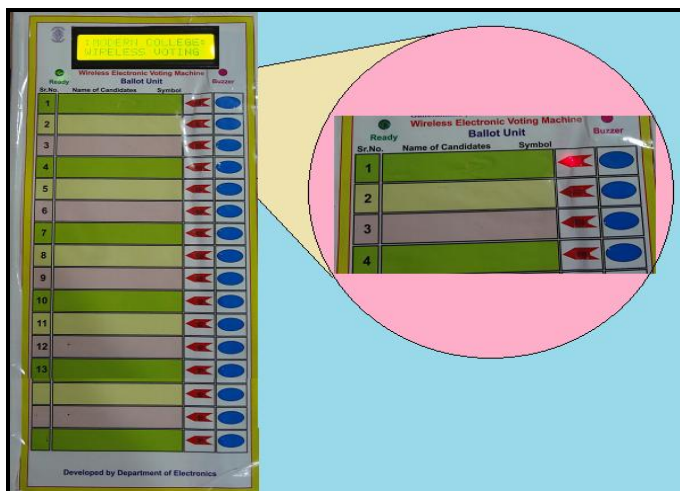 :MODERN COLLEGE:
WIRELESS VOTING
Wireless Electronic Voting Machine
Ready Ballot Unit Buzzer
Sr.No. Name of Candidates Symbol
1
2
3
4
5
6
7
8
9
10
11
12
13
Developed by Department of Electronics
Wireless Electronic Voting Machine
Ready Ballot Unit Buzzer
Sr.No. Name of Candidates Symbol
1
2
3
4